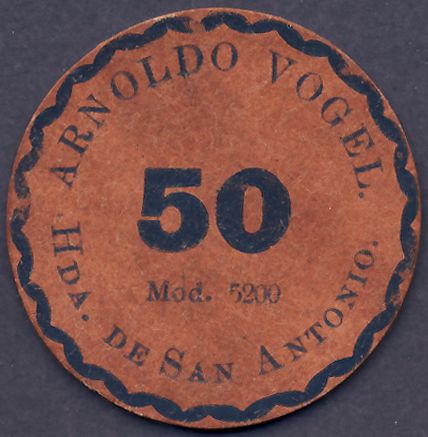 ARNOLDO VOGEL.
50
Mod. 5200
Hda. DE SAN ANTONIO.